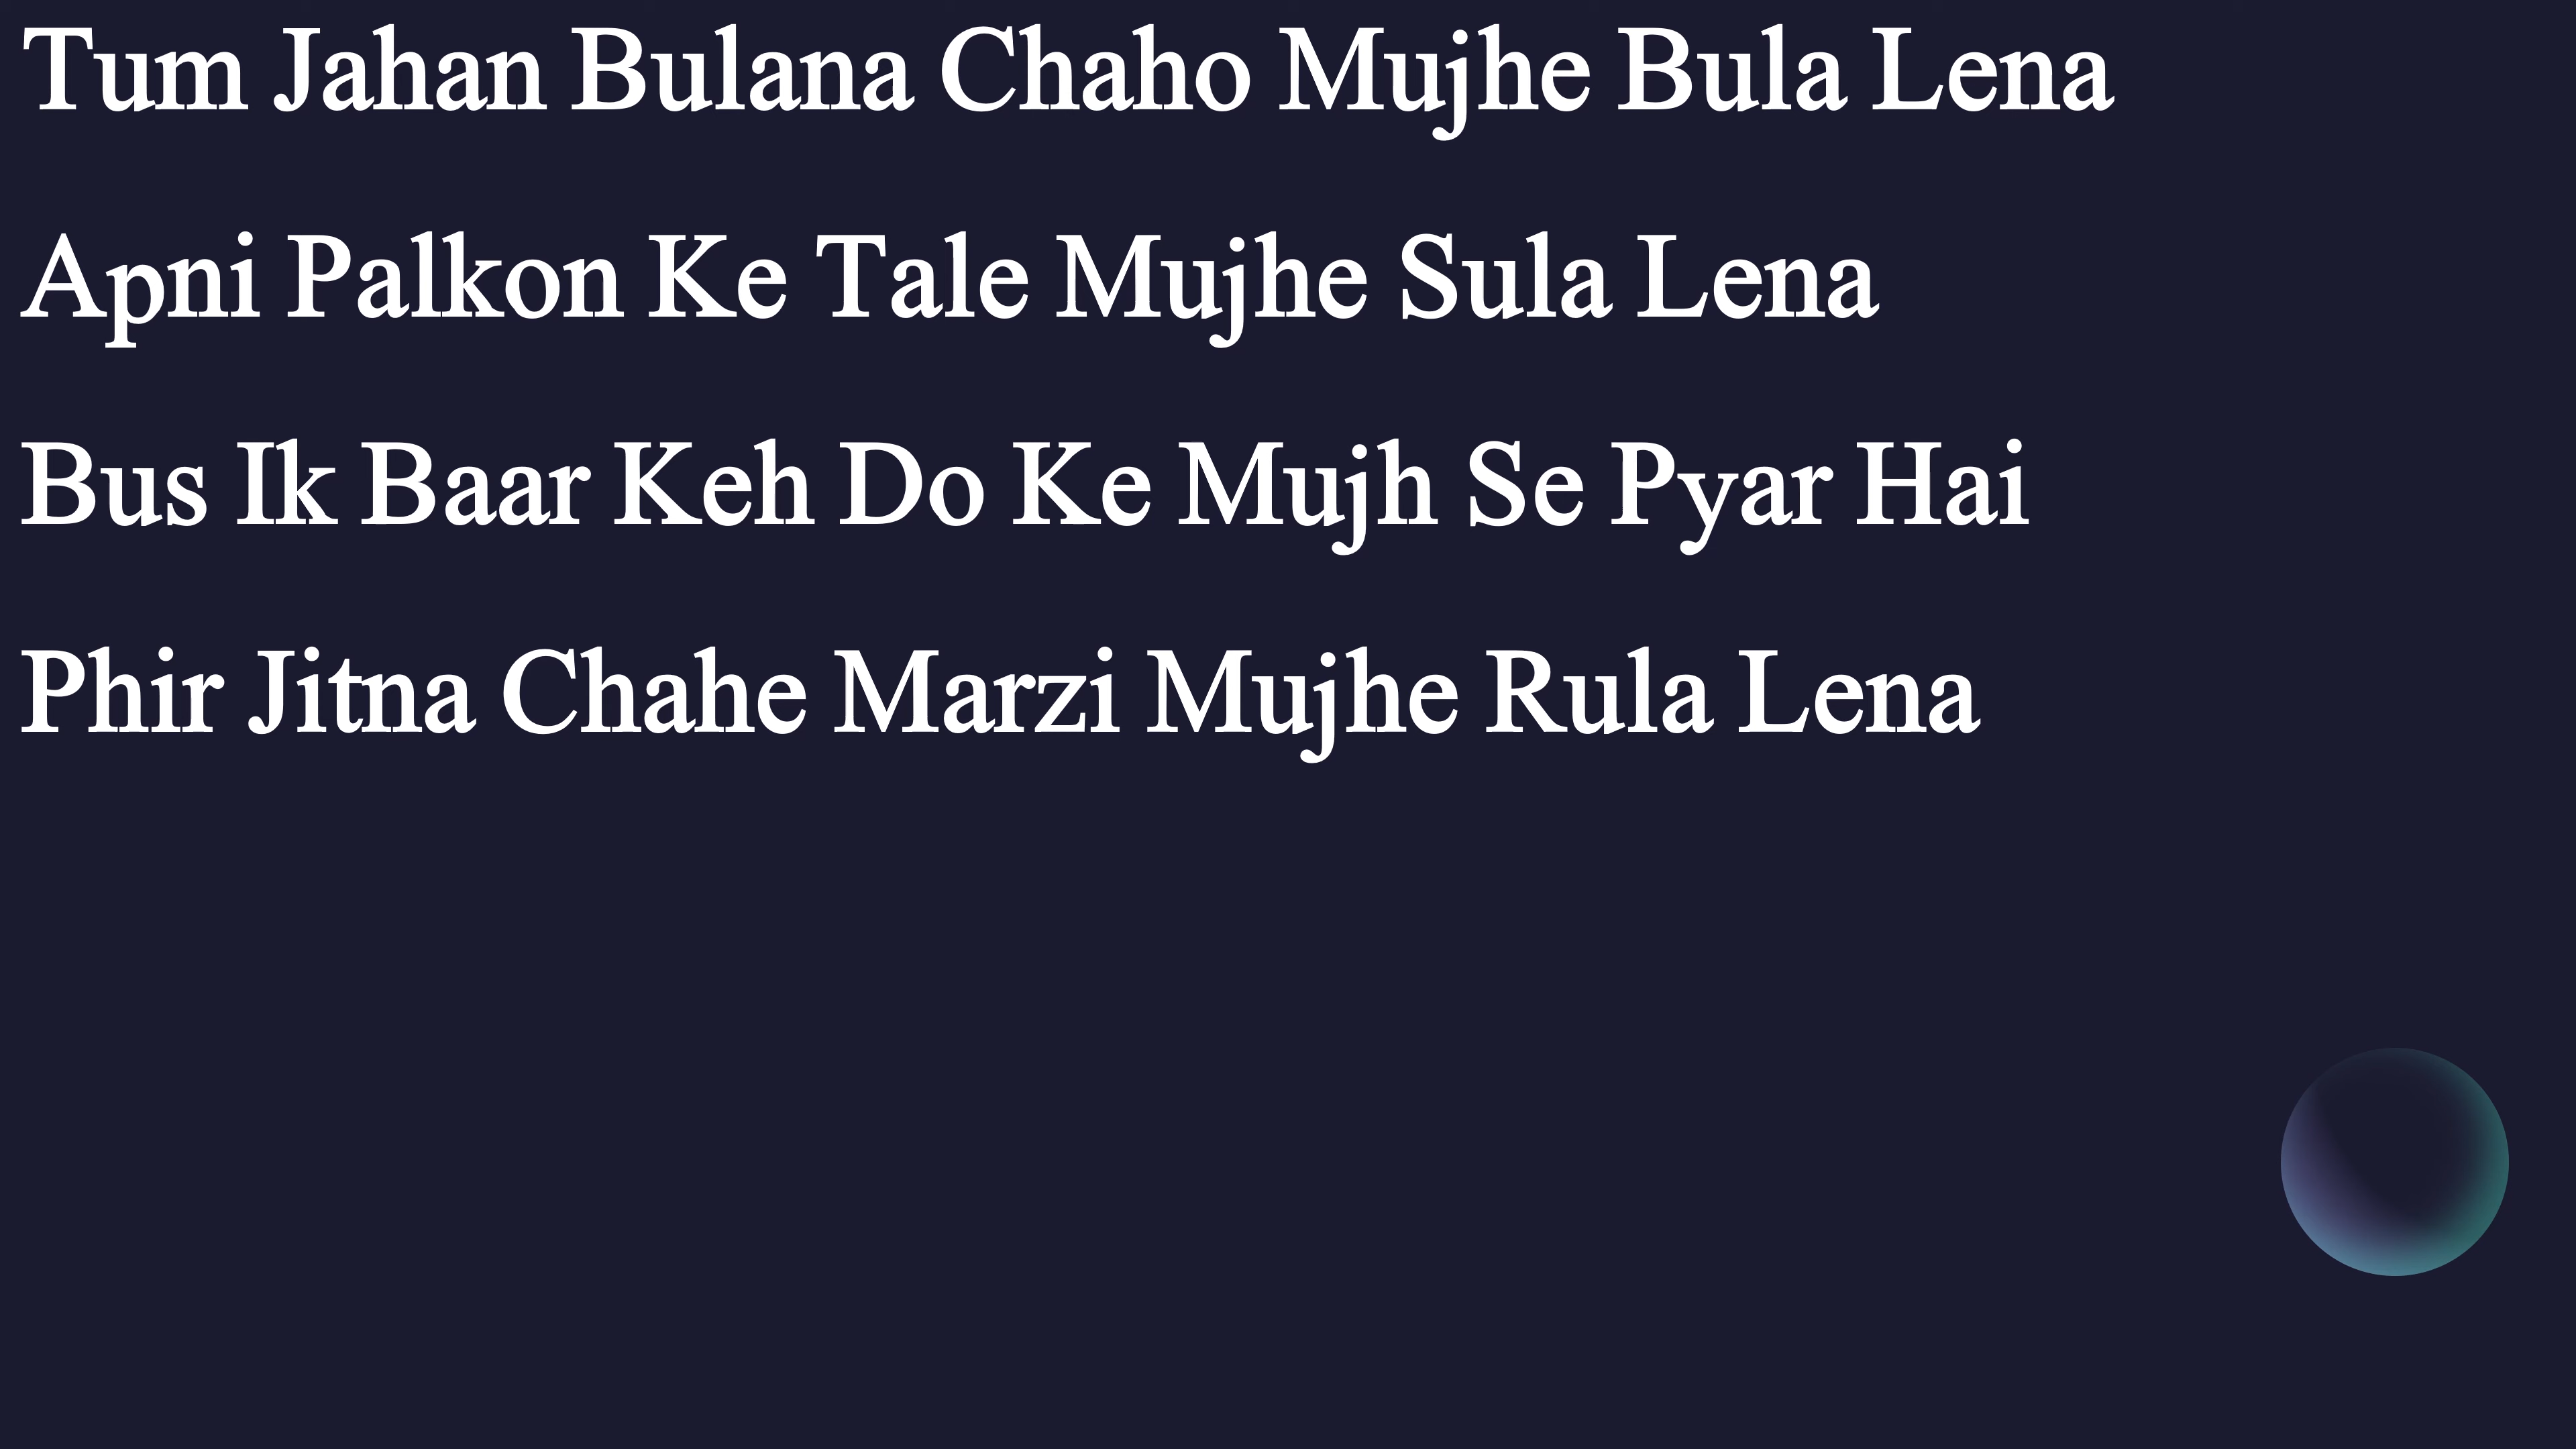 Tum Jahan Bulana Chaho Mujhe Bula Lena
Apni Palkon Ke Tale Mujhe Sula Lena
Bus Ik Baar Keh Do Ke Mujh Se Pyar Hai
Phir Jitna Chahe Marzi Mujhe Rula Lena